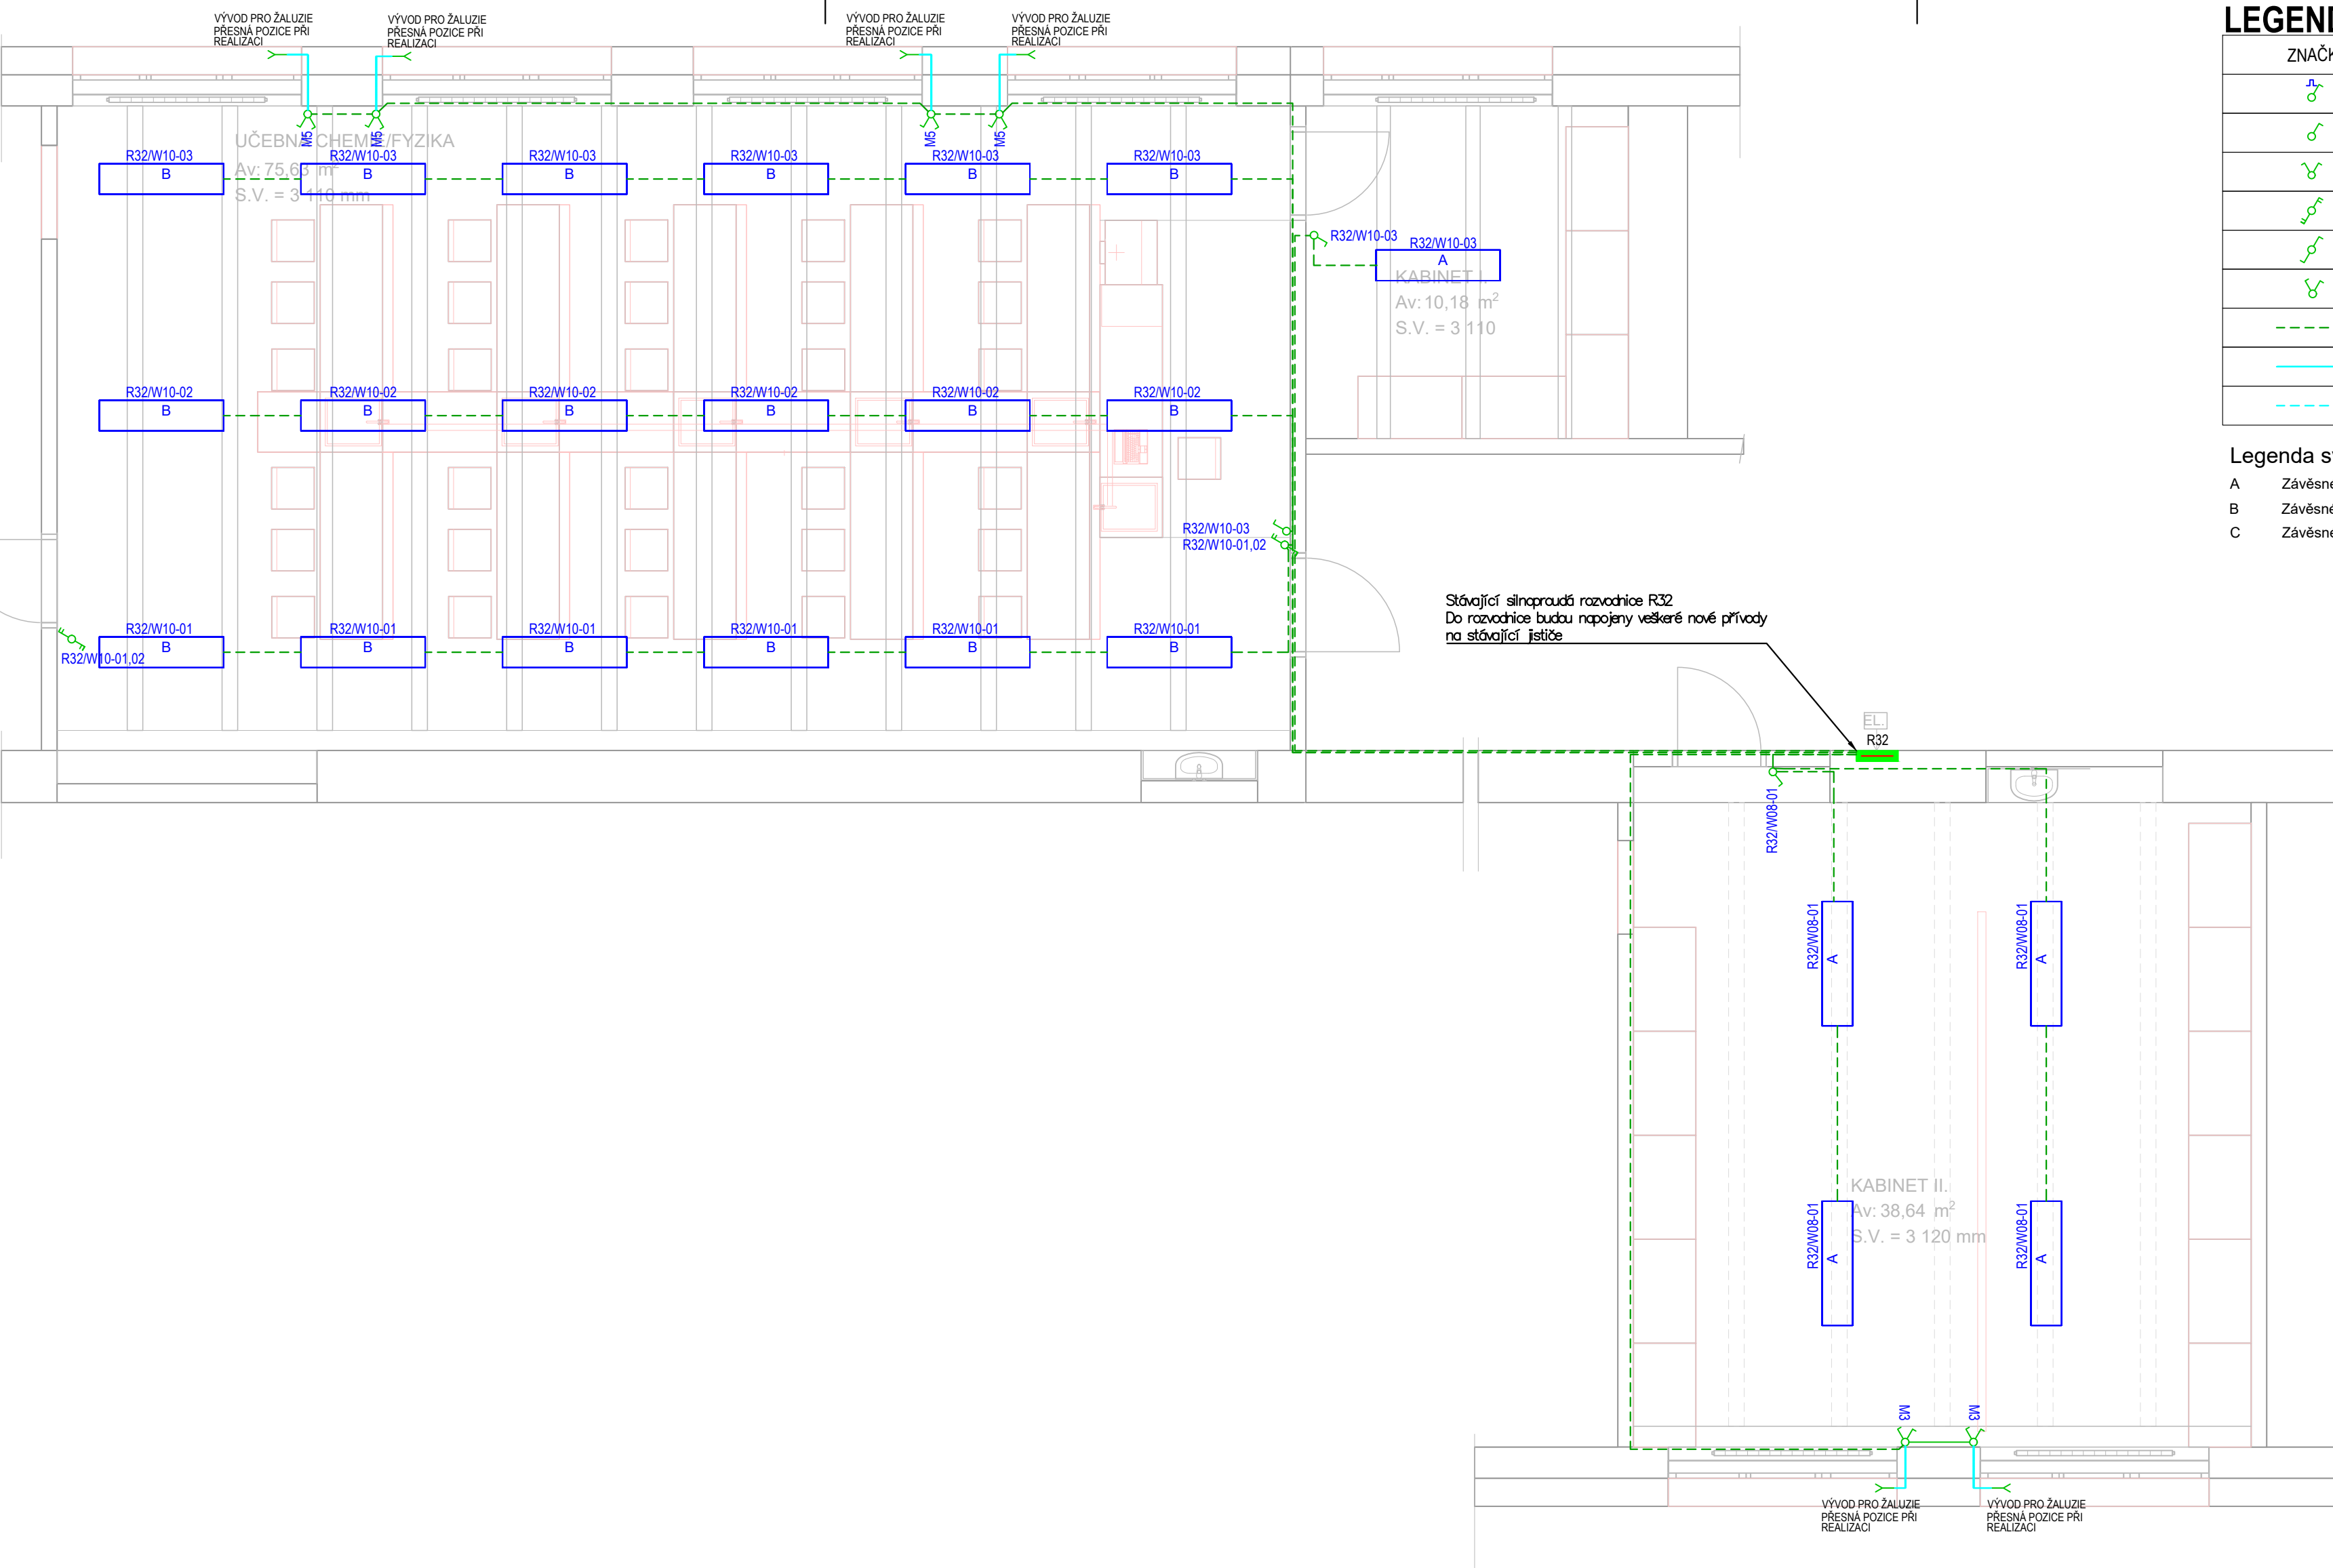 VÝVOD PRO ŽALUZIE
PŘESNÁ POZICE PŘI
REALIZACI
VÝVOD PRO ŽALUZIE
PŘESNÁ POZICE PŘI
REALIZACI
VÝVOD PRO ŽALUZIE
PŘESNÁ POZICE PŘI
REALIZACI
VÝVOD PRO ŽALUZIE
PŘESNÁ POZICE PŘI
REALIZACI
M5
M5
M5
M5
UČEBNA CHEMIE/FYZIKA
Av: 75,63 m²
S.V. = 3 110 mm
R32/W10-03
B
R32/W10-03
B
R32/W10-03
B
R32/W10-03
B
R32/W10-03
B
R32/W10-03
B
R32/W10-03
R32/W10-03
A
KABINET I.
Av: 10,18 m²
S.V. = 3 110
R32/W10-02
B
R32/W10-02
B
R32/W10-02
B
R32/W10-02
B
R32/W10-02
B
R32/W10-02
B
R32/W10-03
R32/W10-01,02
R32/W10-01,02
R32/W10-01
B
R32/W10-01
B
R32/W10-01
B
R32/W10-01
B
R32/W10-01
B
R32/W10-01
B
Stávající silnoproudá rozvodnice R32
Do rozvodnice budou napojeny veškeré nové přívody
na stávající jističe
EL.
R32
R32/W08-01
R32/W08-01
A
R32/W08-01
A
R32/W08-01
A
R32/W08-01
A
KABINET II.
Av: 38,64 m²
S.V. = 3 120 mm
M3
M3
VÝVOD PRO ŽALUZIE
PŘESNÁ POZICE PŘI
REALIZACI
VÝVOD PRO ŽALUZIE
PŘESNÁ POZICE PŘI
REALIZACI
LEGEND
ZNAČK
Legenda s
A Závěsné
B Závěsné
C Závěsné